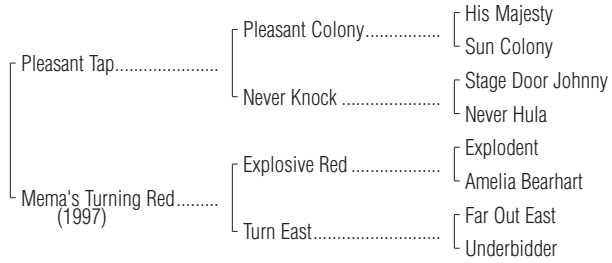 His Majesty
Pleasant Colony................
Sun Colony
Pleasant Tap......................
Stage Door Johnny
Never Knock .....................
Never Hula
Explodent
Explosive Red ...................
Amelia Bearhart
Mema's Turning Red.........
(1997)
Far Out East
Turn East...........................
Underbidder